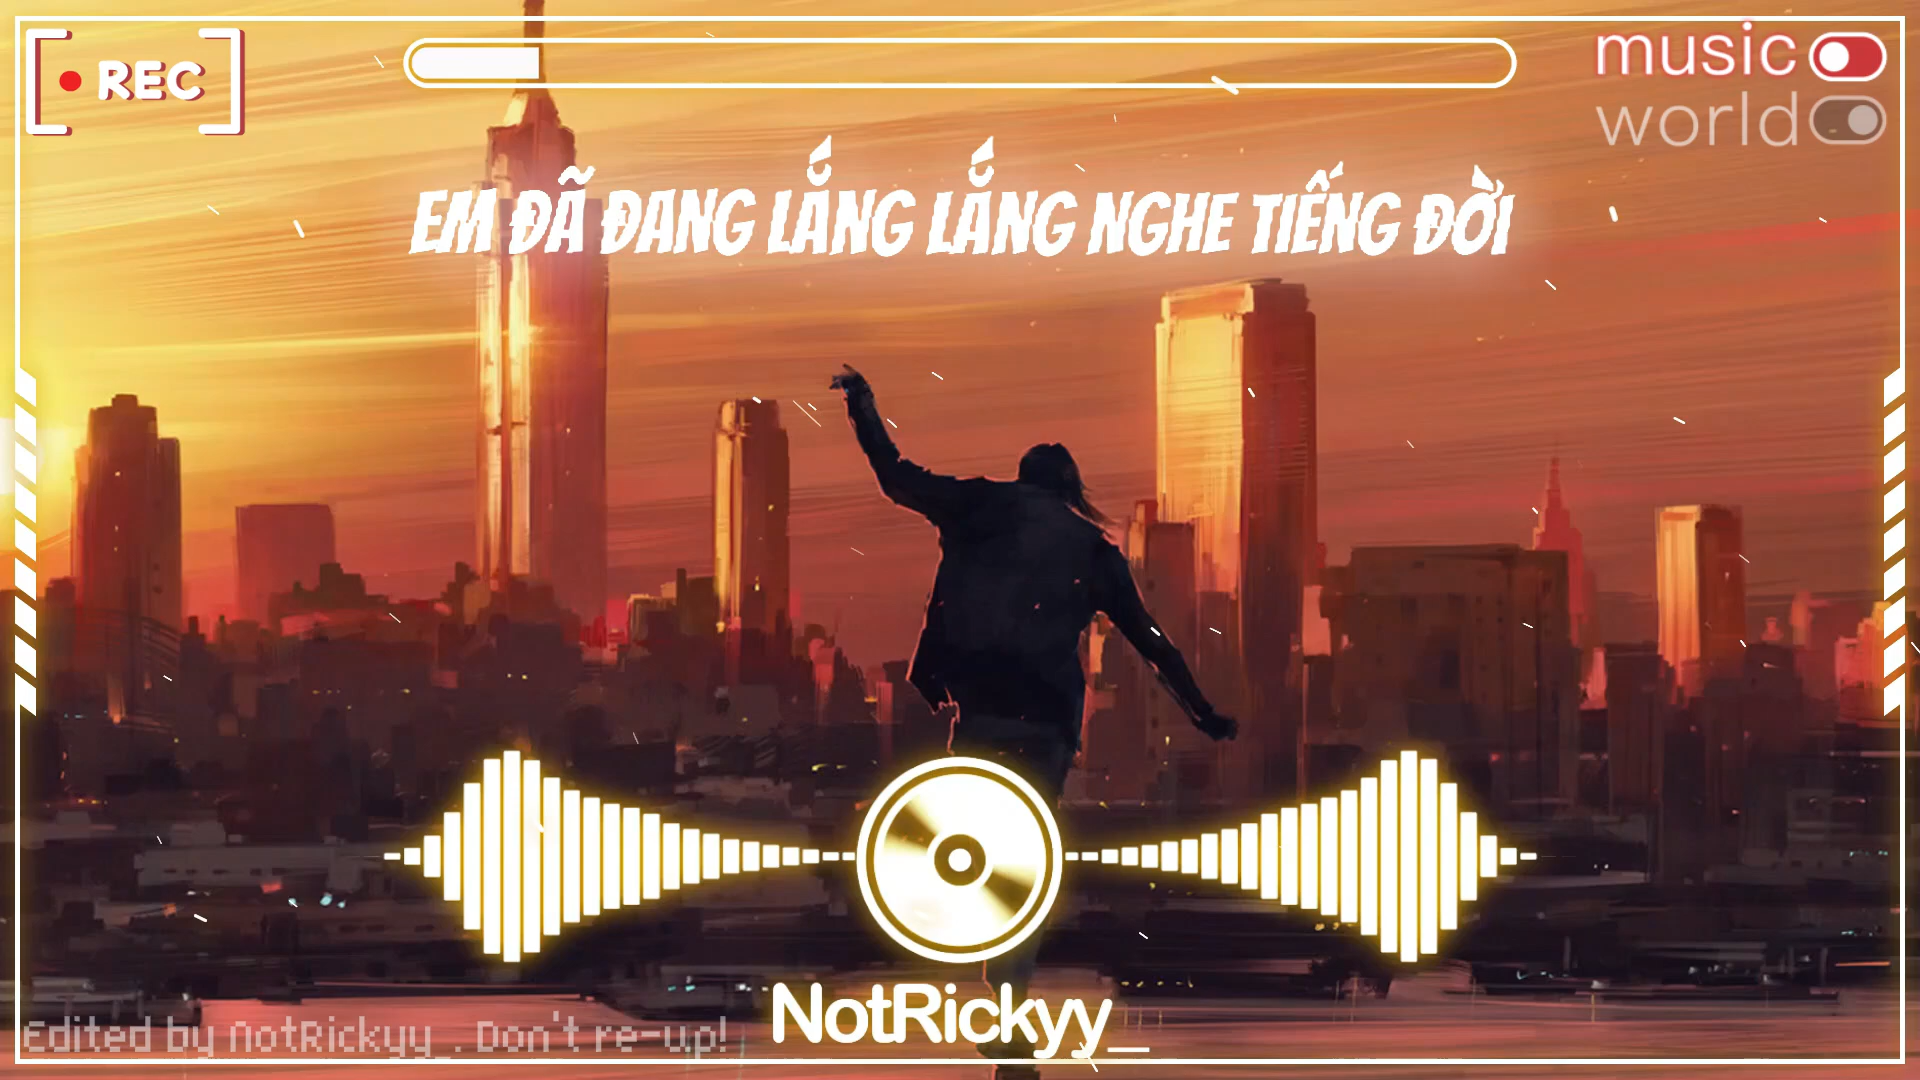 REC
music
world
EM ĐÃ ĐANG LẮNG LẮNG NGHE TIẾNG ĐỜI
NotRickyy_
Edited by NotRickyy_. Don't re-up!